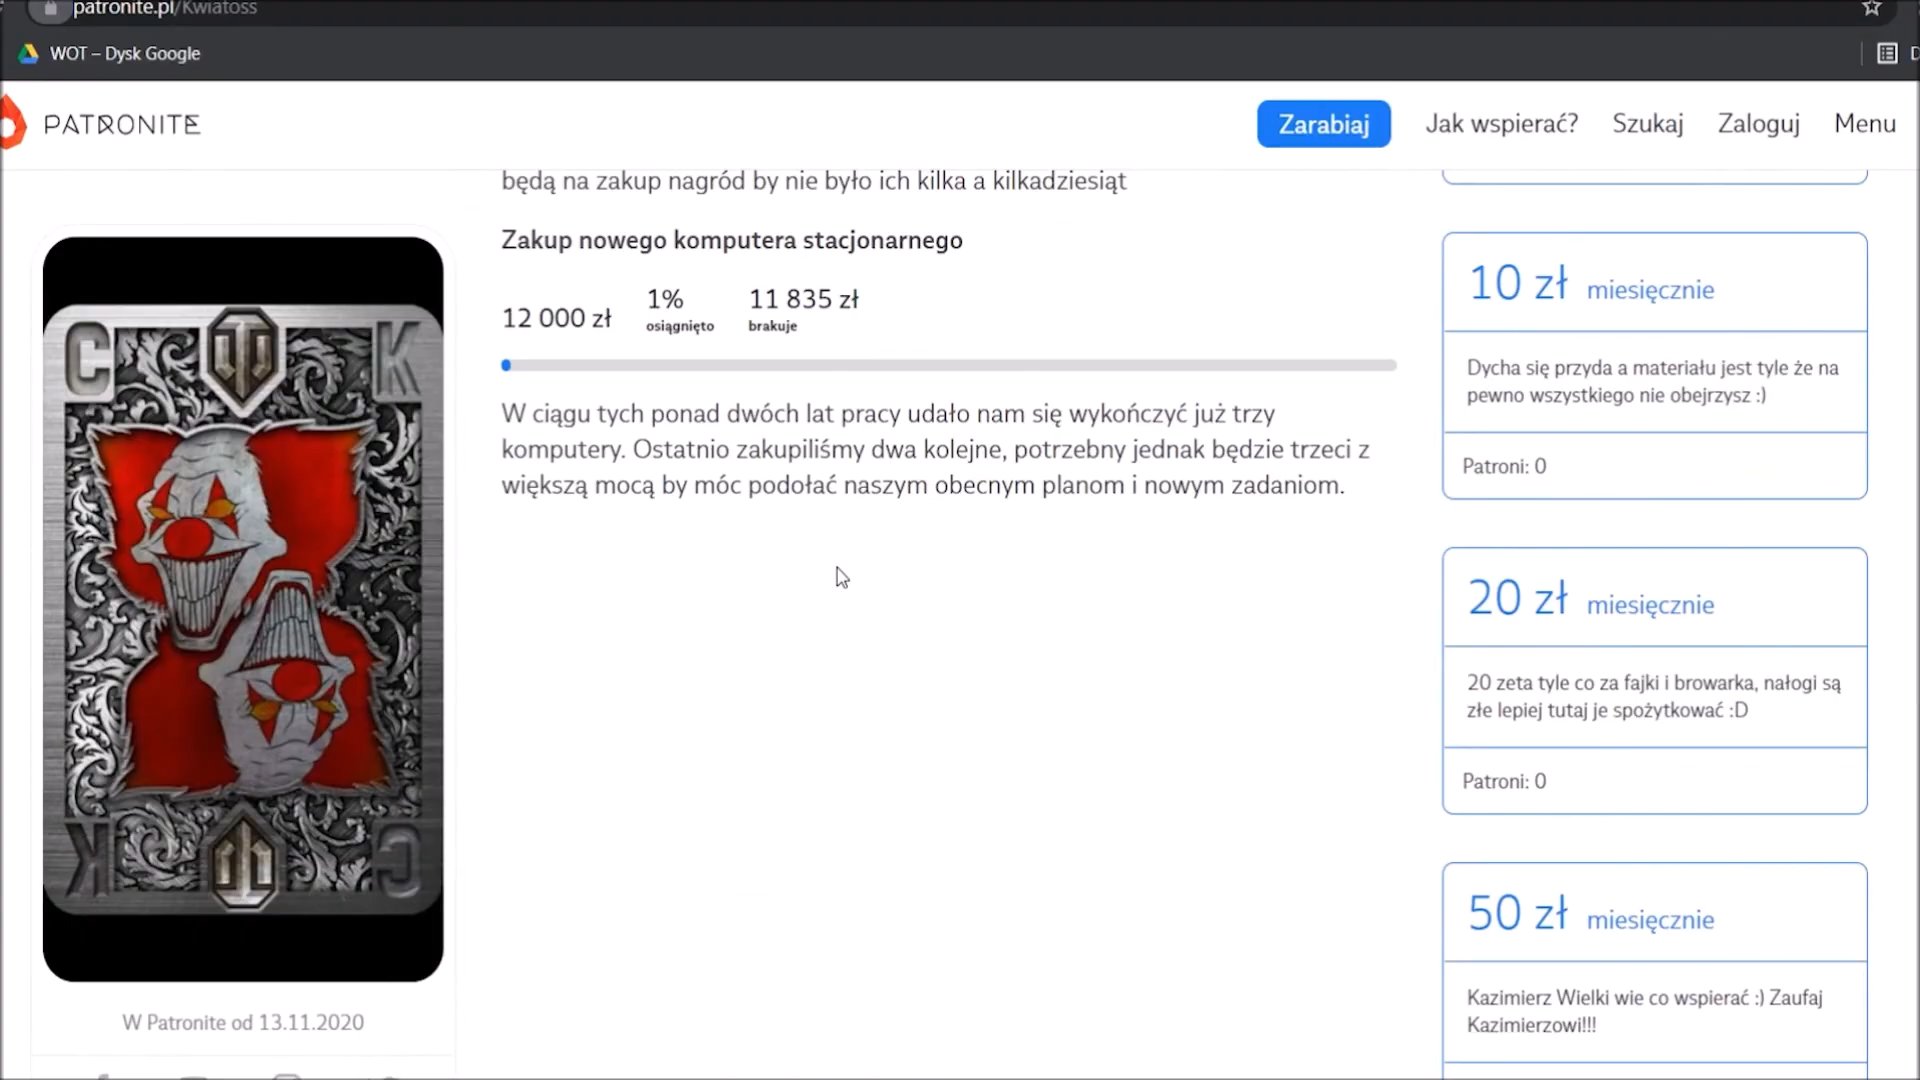 patronite.pl/Kwiatoss
WOT – Dysk Google
D
PATRONITE
Zarabiaj
Jak wspierać?
Szukaj
Zaloguj
Menu
będą na zakup nagród by nie było ich kilka a kilkadziesiąt
Zakup nowego komputera stacjonarnego
12 000 zł
1%
osiągnięto
11 835 zł
brakuje
W ciągu tych ponad dwóch lat pracy udało nam się wykończyć już trzy
komputery. Ostatnio zakupiliśmy dwa kolejne, potrzebny jednak będzie trzeci z
większą mocą by móc podołać naszym obecnym planom i nowym zadaniom.
C K
K C
W Patronite od 13.11.2020
10 zł miesięcznie
Dycha się przyda a materiału jest tyle że na
pewno wszystkiego nie obejrzysz :)
Patroni: 0
20 zł miesięcznie
20 zeta tyle co za fajki i browarka, nałogi są
złe lepiej tutaj je spożytkować :D
Patroni: 0
50 zł miesięcznie
Kazimierz Wielki wie co wspierać :) Zaufaj
Kazimierzowi!!!